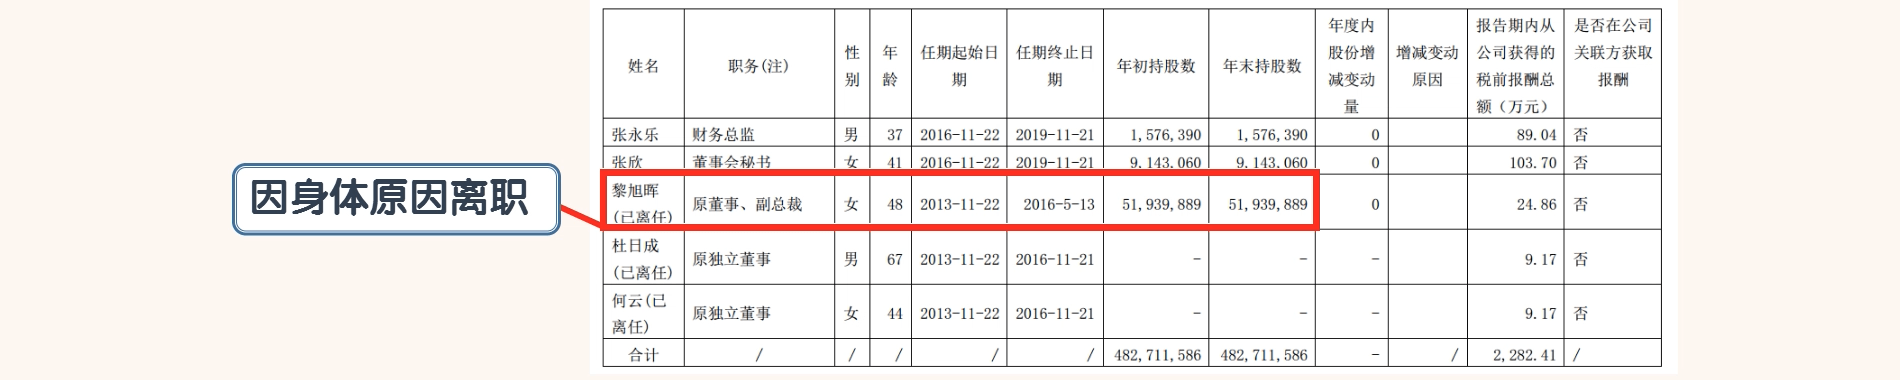 因身体原因离职
姓名 职务(注) 性别 年龄 任期起始日期 任期终止日期 年初持股数 年末持股数 年度内股份增减变动量 增减变动原因 报告期内从公司获得的税前报酬总额（万元） 是否在公司关联方获取报酬
张永乐 财务总监 男 37 2016-11-22 2019-11-21 1,576,390 1,576,390 0 89.04 否
张欣 董事会秘书 女 41 2016-11-22 2019-11-21 9,143,060 9,143,060 0 103.70 否
黎旭晖(已离任) 原董事、副总裁 女 48 2013-11-22 2016-5-13 51,939,889 51,939,889 0 24.86 否
杜日成(已离任) 原独立董事 男 67 2013-11-22 2016-11-21 - - - 9.17 否
何云(已离任) 原独立董事 女 44 2013-11-22 2016-11-21 - - - 9.17 否
合计 / / / / / 482,711,586 482,711,586 - / 2,282.41 /